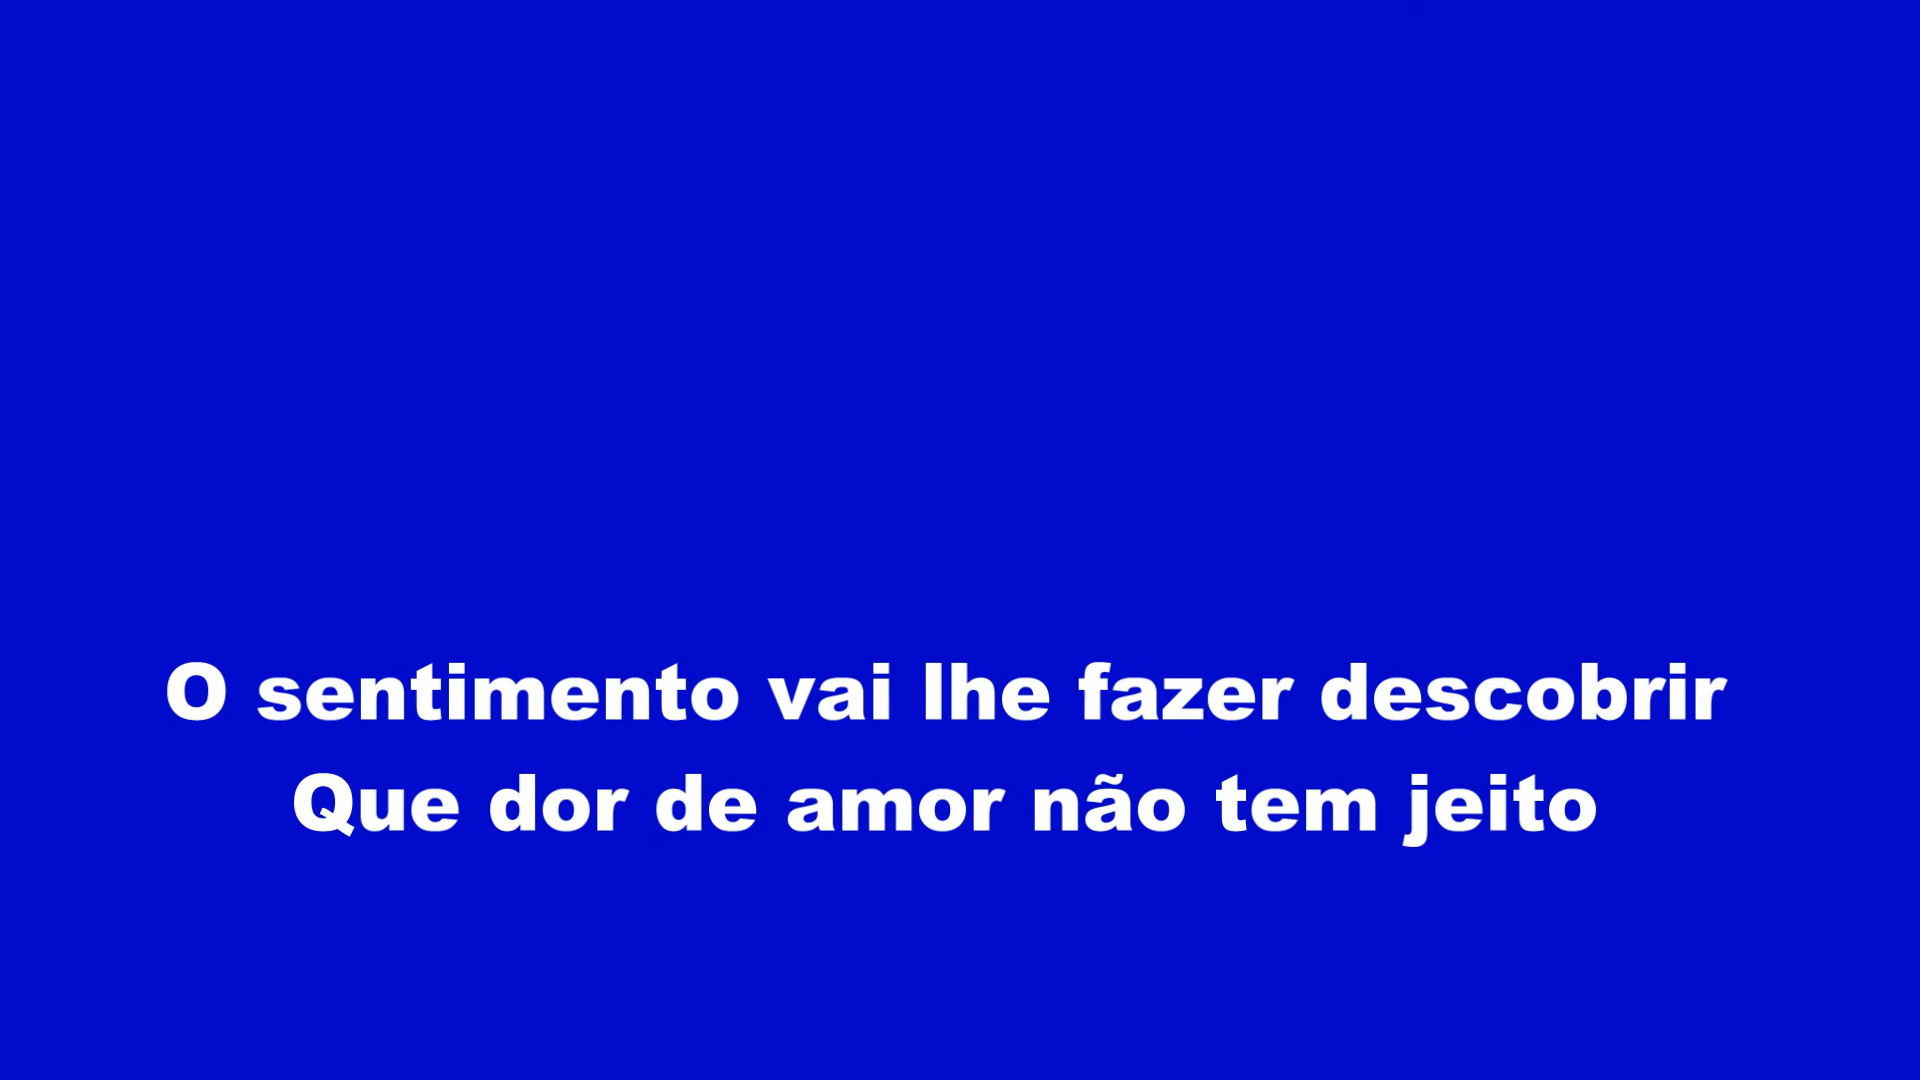 O sentimento vai lhe fazer descobrir
Que dor de amor não tem jeito